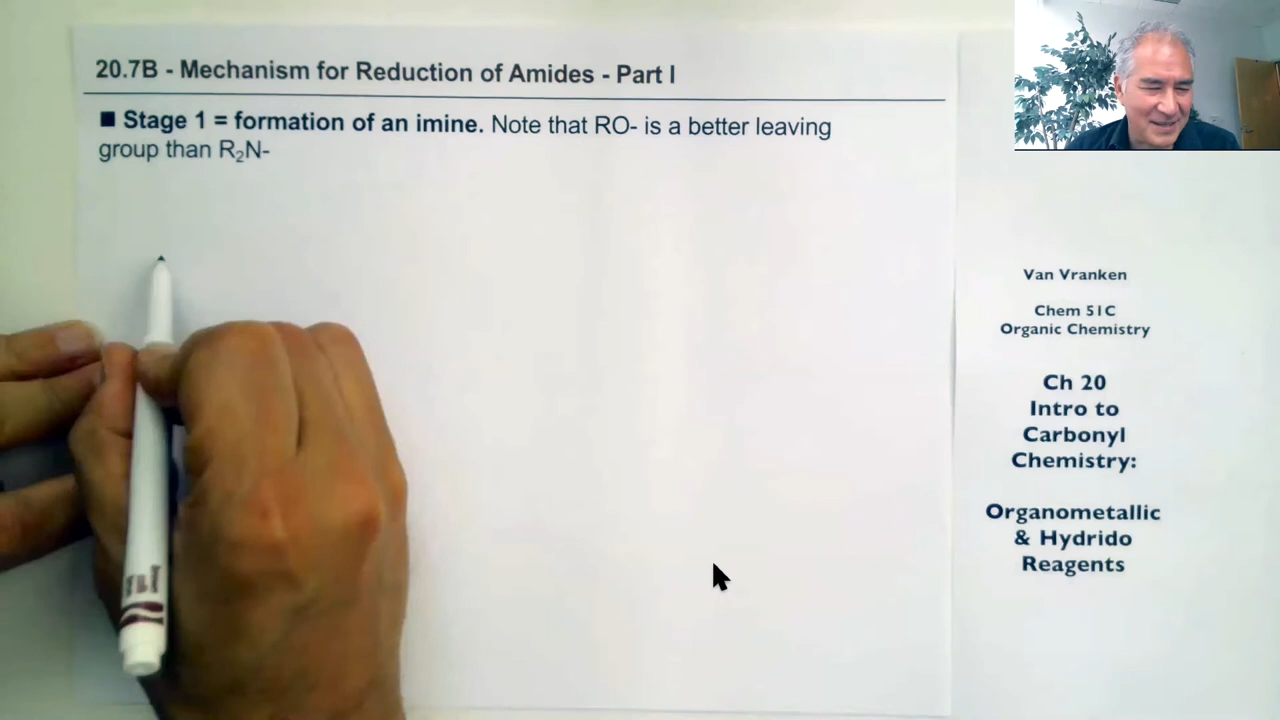 20.7B - Mechanism for Reduction of Amides - Part I
■ Stage 1 = formation of an imine. Note that RO- is a better leaving
group than R₂N-
Van Vranken
Chem 51C
Organic Chemistry
Ch 20
Intro to
Carbonyl
Chemistry:
Organometallic
& Hydrido
Reagents